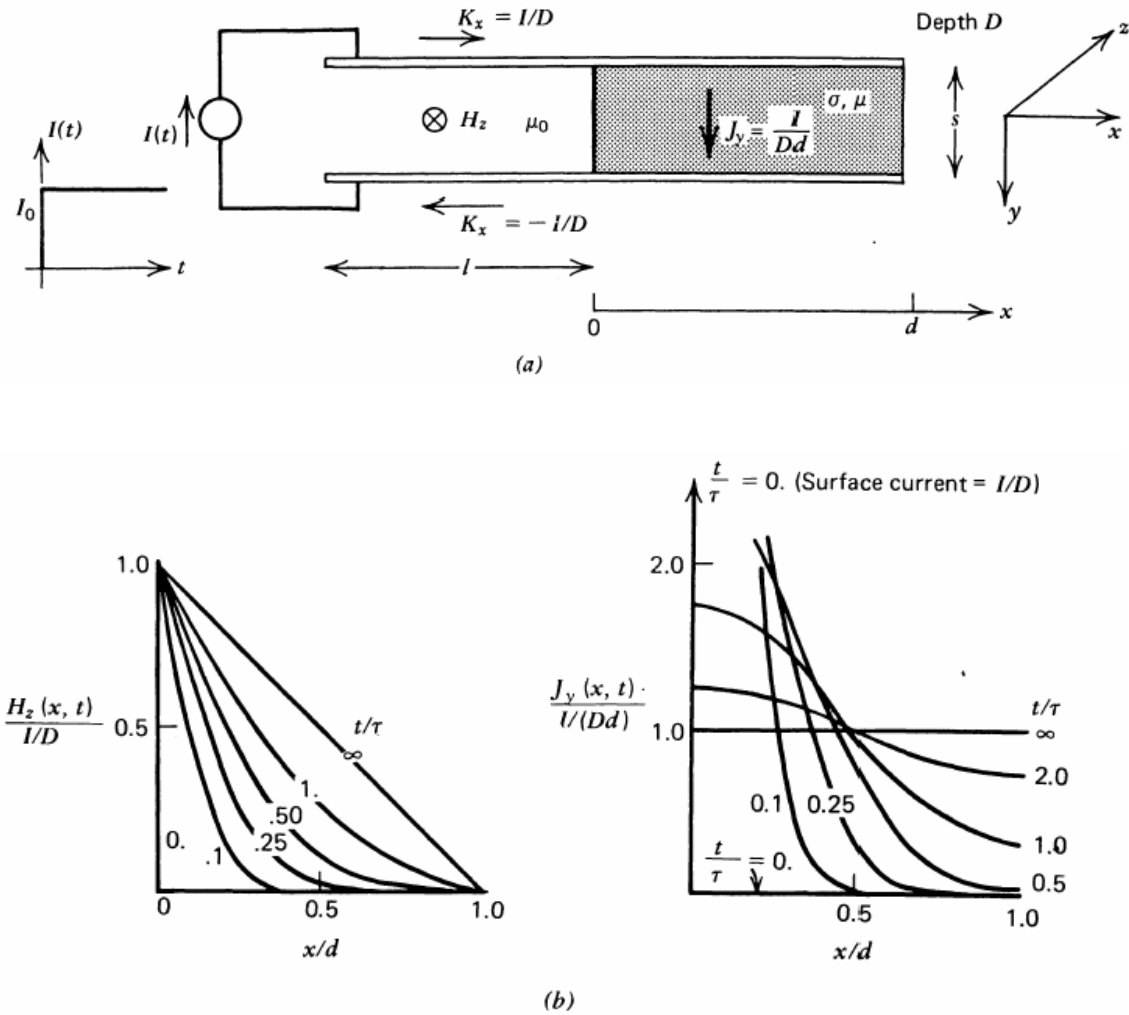 K_x = I/D
Depth D
z
σ, μ
I(t)
I(t)
⊗ H_z μ_0
J_y = I/Dd
s
x
I_0
y
K_x = − I/D
t
l
0 d x
(a)
t/τ = 0. (Surface current = I/D)
1.0
2.0
H_z (x, t)/I/D
0.5
t/τ
∞
1.
.50
.25
.1
0.
0 0.5 1.0
x/d
J_y (x, t)/I/(Dd)
1.0
t/τ
∞
2.0
0.1 0.25
1.0
t/τ = 0.
0.5
0.5 1.0
x/d
(b)